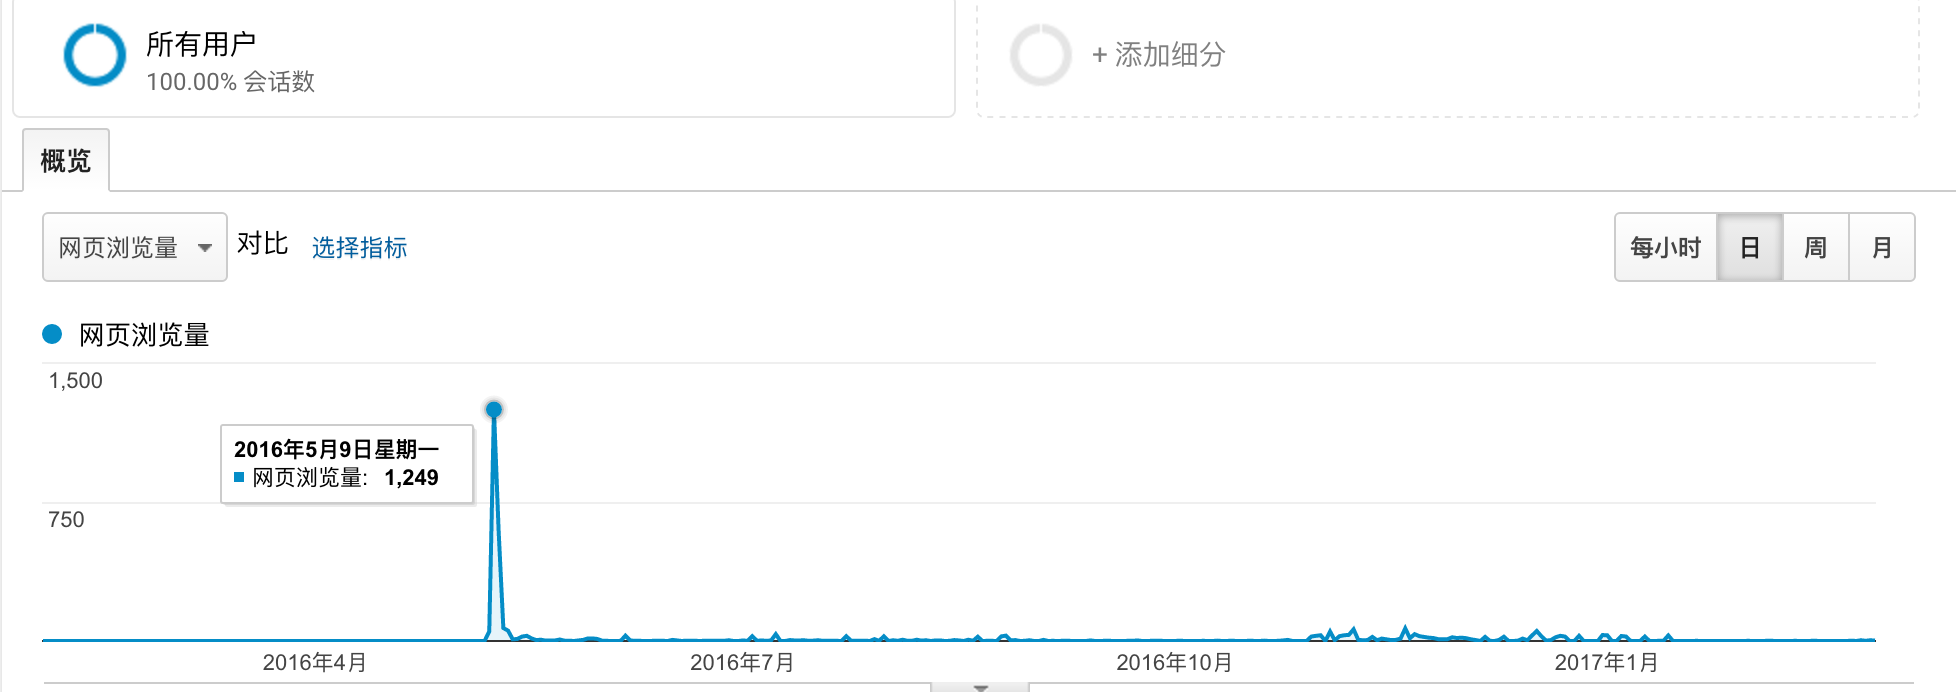 所有用户
100.00% 会话数
+ 添加细分
概览
网页浏览量 对比 选择指标
每小时 日 周 月
网页浏览量
1,500
2016年5月9日星期一
网页浏览量: 1,249
750
2016年4月 2016年7月 2016年10月 2017年1月